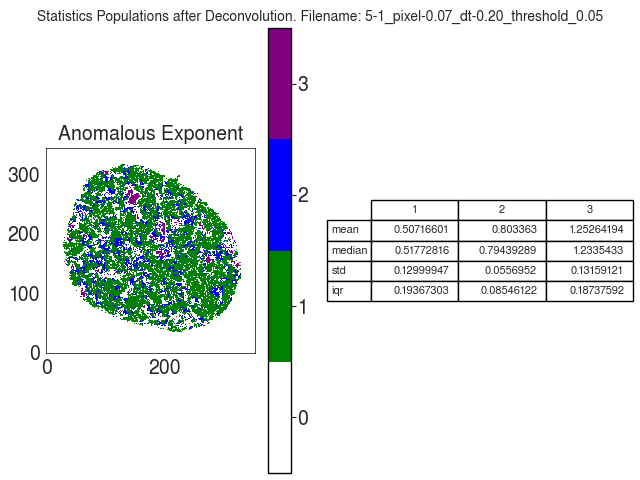 Statistics Populations after Deconvolution. Filename: 5-1_pixel-0.07_dt-0.20_threshold_0.05
Anomalous Exponent
300
200
100
0
0 200
3
2
1
0
1 2 3
mean 0.50716601 0.803363 1.25264194
median 0.51772816 0.79439289 1.2335433
std 0.12999947 0.0556952 0.13159121
iqr 0.19367303 0.08546122 0.18737592